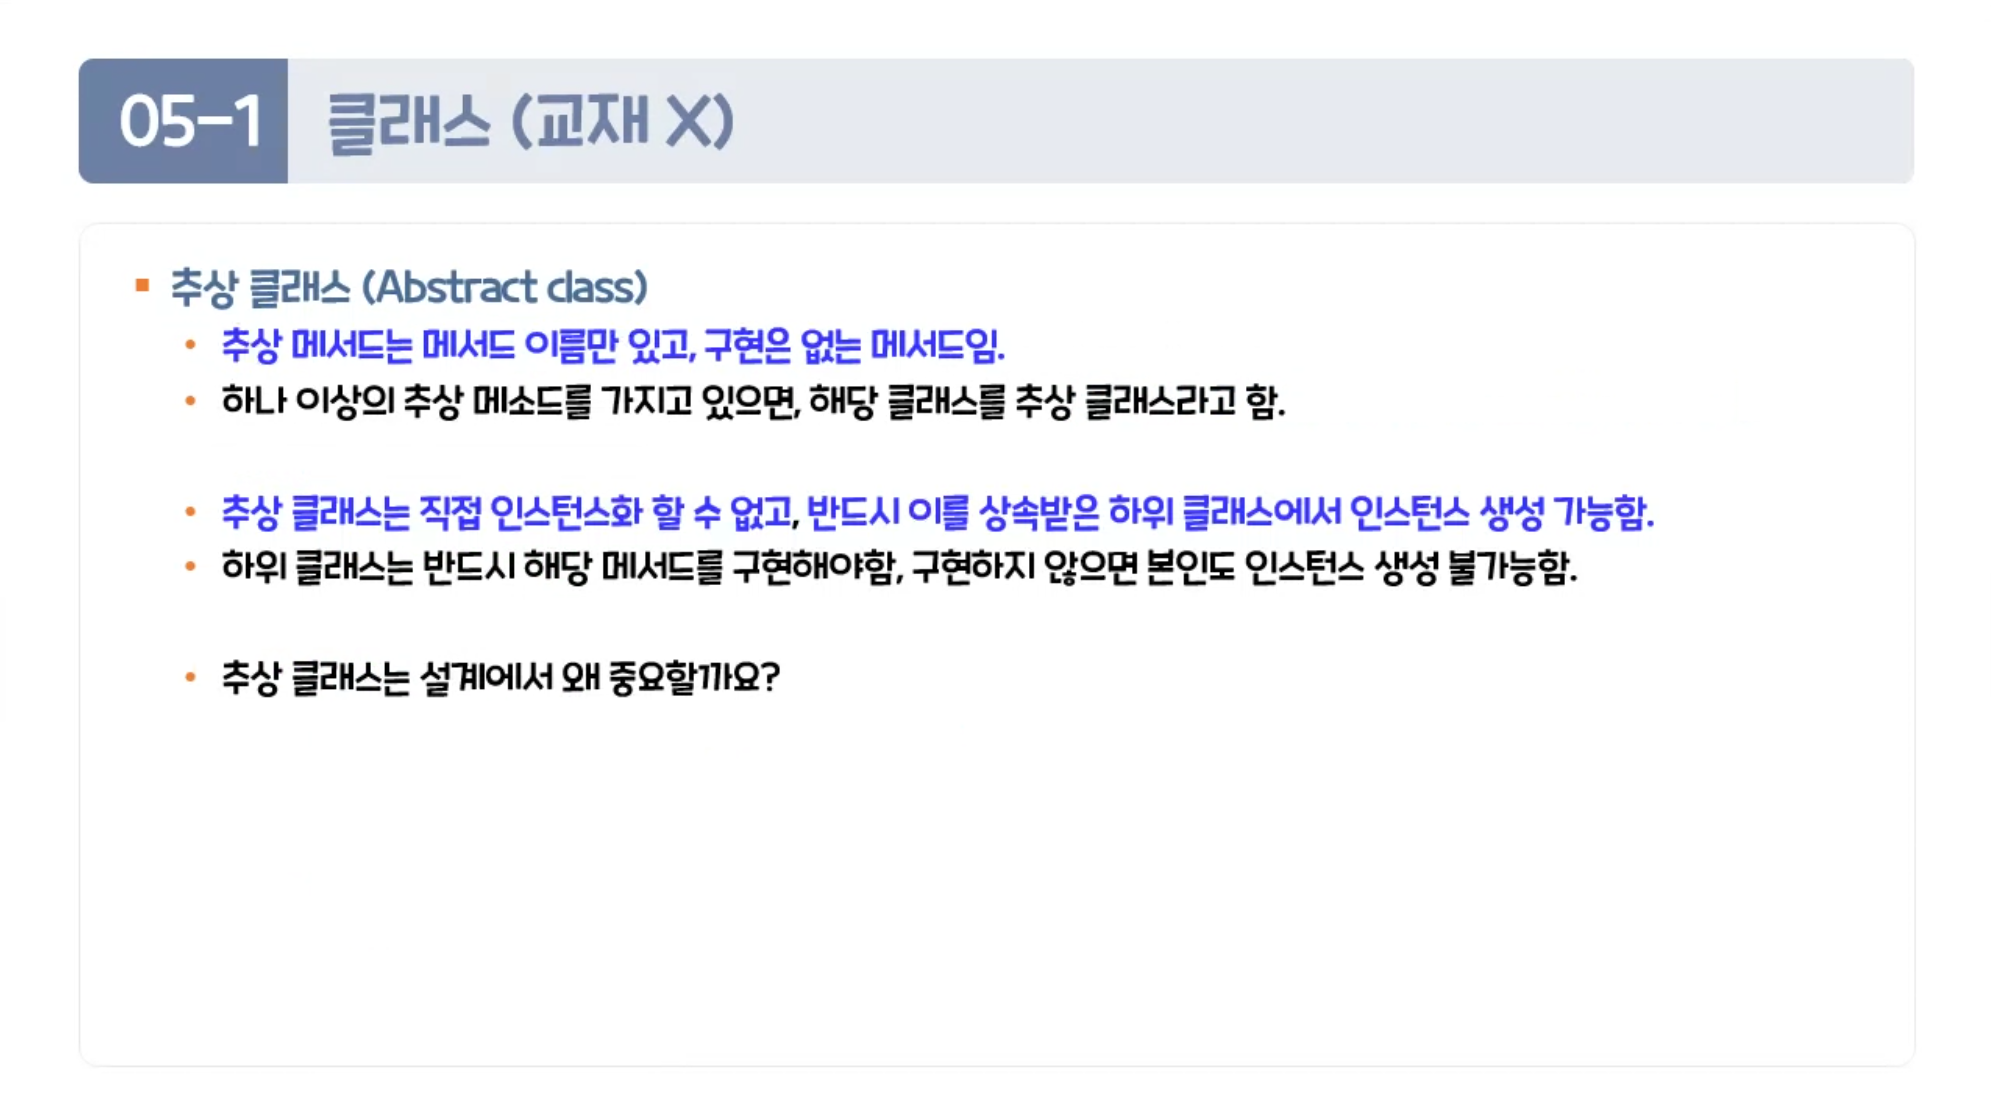 05-1 클래스 (교재 X)
추상 클래스 (Abstract class)
추상 메서드는 메서드 이름만 있고, 구현은 없는 메서드임.
하나 이상의 추상 메소드를 가지고 있으면, 해당 클래스를 추상 클래스라고 함.
추상 클래스는 직접 인스턴스화 할 수 없고, 반드시 이를 상속받은 하위 클래스에서 인스턴스 생성 가능함.
하위 클래스는 반드시 해당 메서드를 구현해야함, 구현하지 않으면 본인도 인스턴스 생성 불가능함.
추상 클래스는 설계에서 왜 중요할까요?